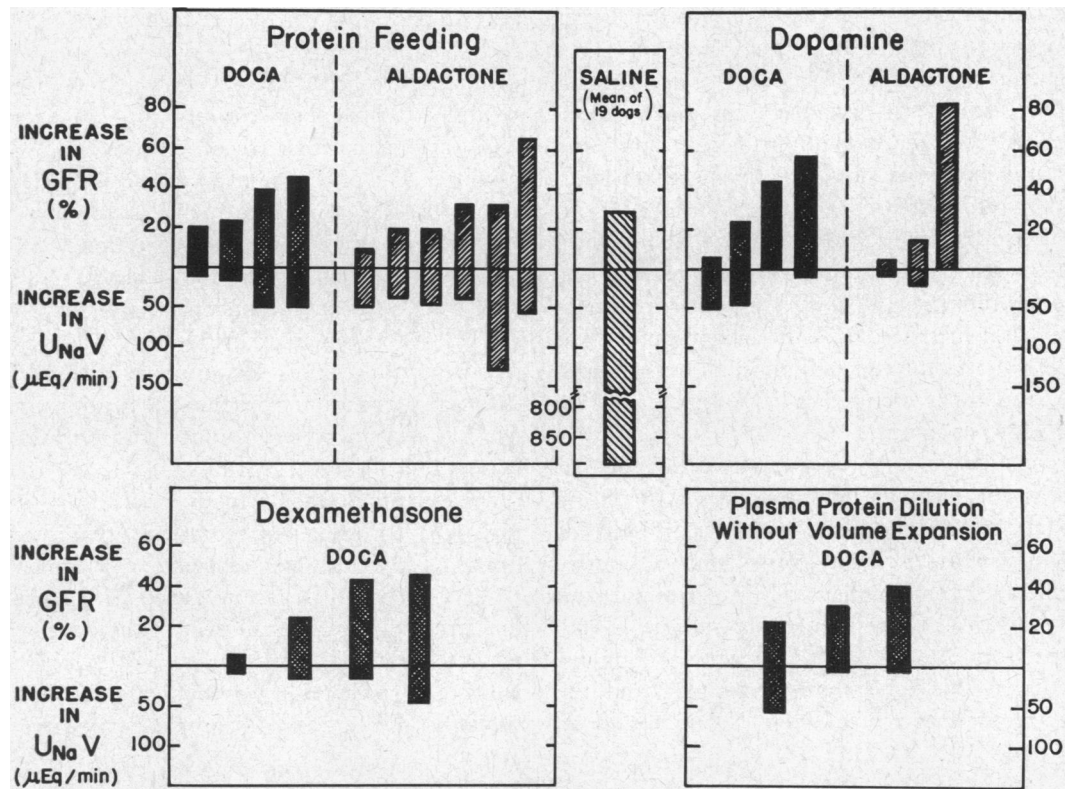 Protein Feeding
DOCA
ALDACTONE
INCREASE
IN
GFR
(%)
80
60
40
20
INCREASE
IN
UNaV
(μEq/min)
50
100
150
SALINE
(Mean of
19 dogs)
800
850
Dopamine
DOCA
ALDACTONE
80
60
40
20
50
100
150
Dexamethasone
DOCA
INCREASE
IN
GFR
(%)
60
40
20
INCREASE
IN
UNaV
(μEq/min)
50
100
Plasma Protein Dilution
Without Volume Expansion
DOCA
60
40
20
50
100